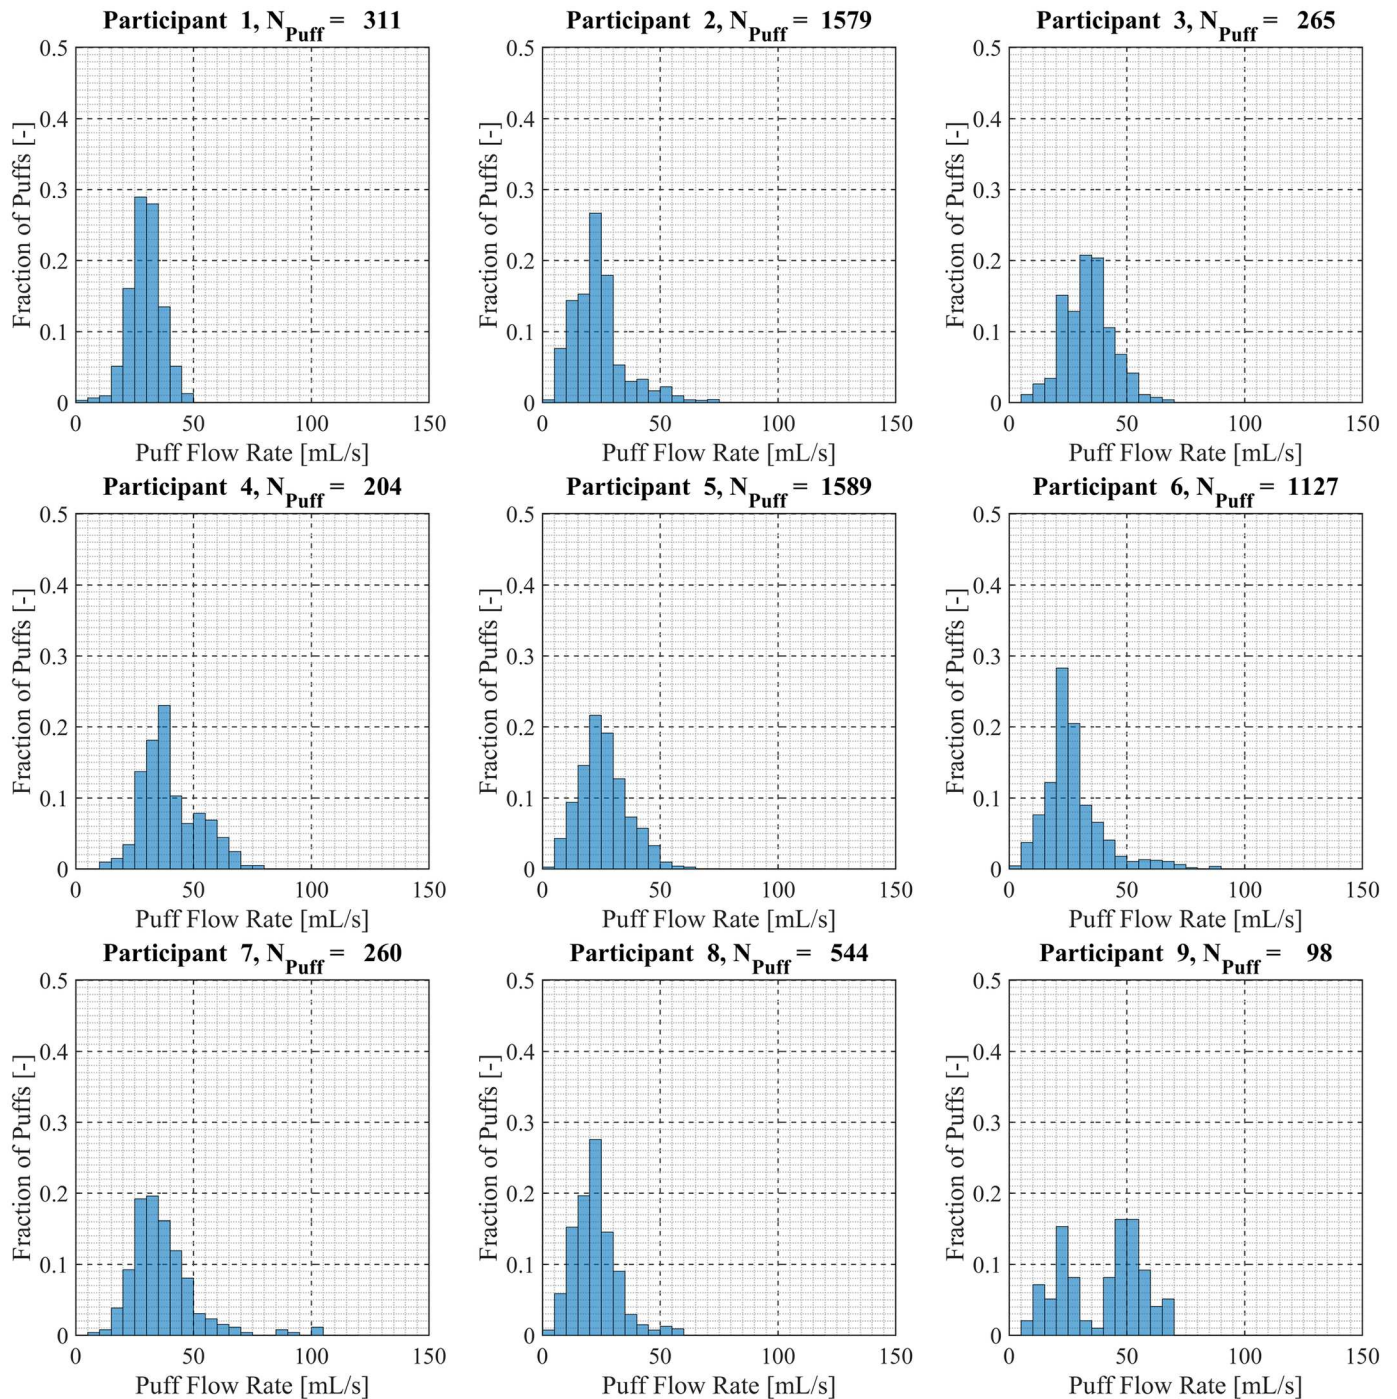 Participant 1, N_Puff = 311
0.5
0.4
0.3
0.2
0.1
0
Fraction of Puffs [-]
0 50 100 150
Puff Flow Rate [mL/s]
Participant 2, N_Puff = 1579
0.5
0.4
0.3
0.2
0.1
0
Fraction of Puffs [-]
0 50 100 150
Puff Flow Rate [mL/s]
Participant 3, N_Puff = 265
0.5
0.4
0.3
0.2
0.1
0
Fraction of Puffs [-]
0 50 100 150
Puff Flow Rate [mL/s]
Participant 4, N_Puff = 204
0.5
0.4
0.3
0.2
0.1
0
Fraction of Puffs [-]
0 50 100 150
Puff Flow Rate [mL/s]
Participant 5, N_Puff = 1589
0.5
0.4
0.3
0.2
0.1
0
Fraction of Puffs [-]
0 50 100 150
Puff Flow Rate [mL/s]
Participant 6, N_Puff = 1127
0.5
0.4
0.3
0.2
0.1
0
Fraction of Puffs [-]
0 50 100 150
Puff Flow Rate [mL/s]
Participant 7, N_Puff = 260
0.5
0.4
0.3
0.2
0.1
0
Fraction of Puffs [-]
0 50 100 150
Puff Flow Rate [mL/s]
Participant 8, N_Puff = 544
0.5
0.4
0.3
0.2
0.1
0
Fraction of Puffs [-]
0 50 100 150
Puff Flow Rate [mL/s]
Participant 9, N_Puff = 98
0.5
0.4
0.3
0.2
0.1
0
Fraction of Puffs [-]
0 50 100 150
Puff Flow Rate [mL/s]